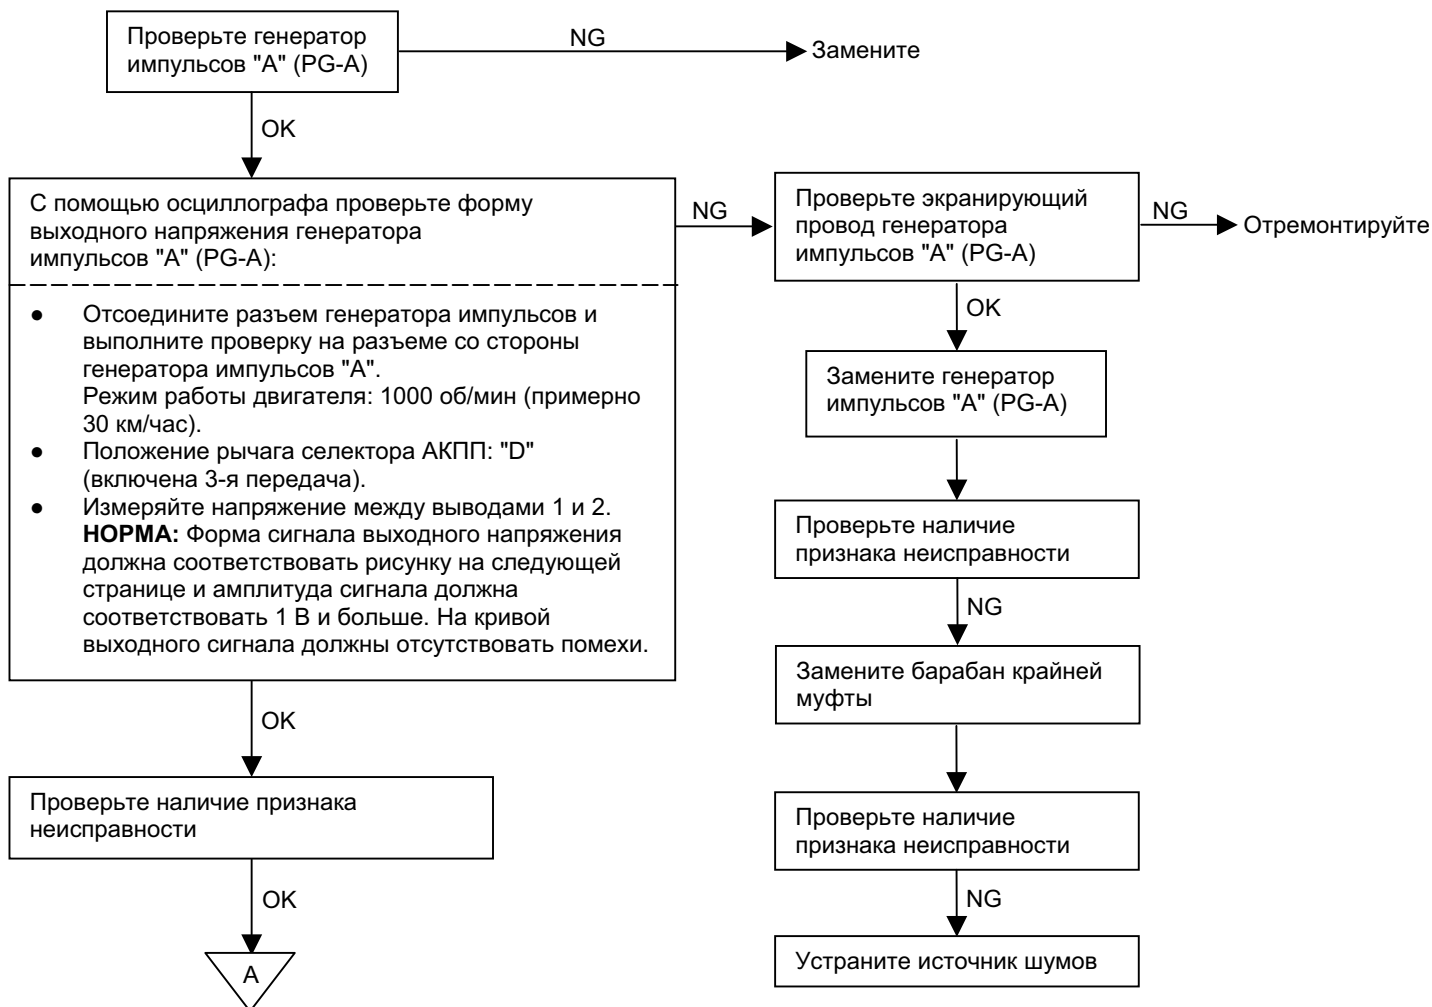 Проверьте генератор
импульсов "А" (PG-A)
NG
Замените
OK
С помощью осциллографа проверьте форму
выходного напряжения генератора
импульсов "А" (PG-A):
● Отсоедините разъем генератора импульсов и
выполните проверку на разъеме со стороны
генератора импульсов "А".
Режим работы двигателя: 1000 об/мин (примерно
30 км/час).
● Положение рычага селектора АКПП: "D"
(включена 3-я передача).
● Измеряйте напряжение между выводами 1 и 2.
НОРМА: Форма сигнала выходного напряжения
должна соответствовать рисунку на следующей
странице и амплитуда сигнала должна
соответствовать 1 В и больше. На кривой
выходного сигнала должны отсутствовать помехи.
NG
Проверьте экранирующий
провод генератора
импульсов "А" (PG-A)
NG
Отремонтируйте
OK
Замените генератор
импульсов "А" (PG-A)
Проверьте наличие
признака неисправности
NG
Замените барабан крайней
муфты
Проверьте наличие
признака неисправности
NG
Устраните источник шумов
OK
Проверьте наличие признака
неисправности
OK
А